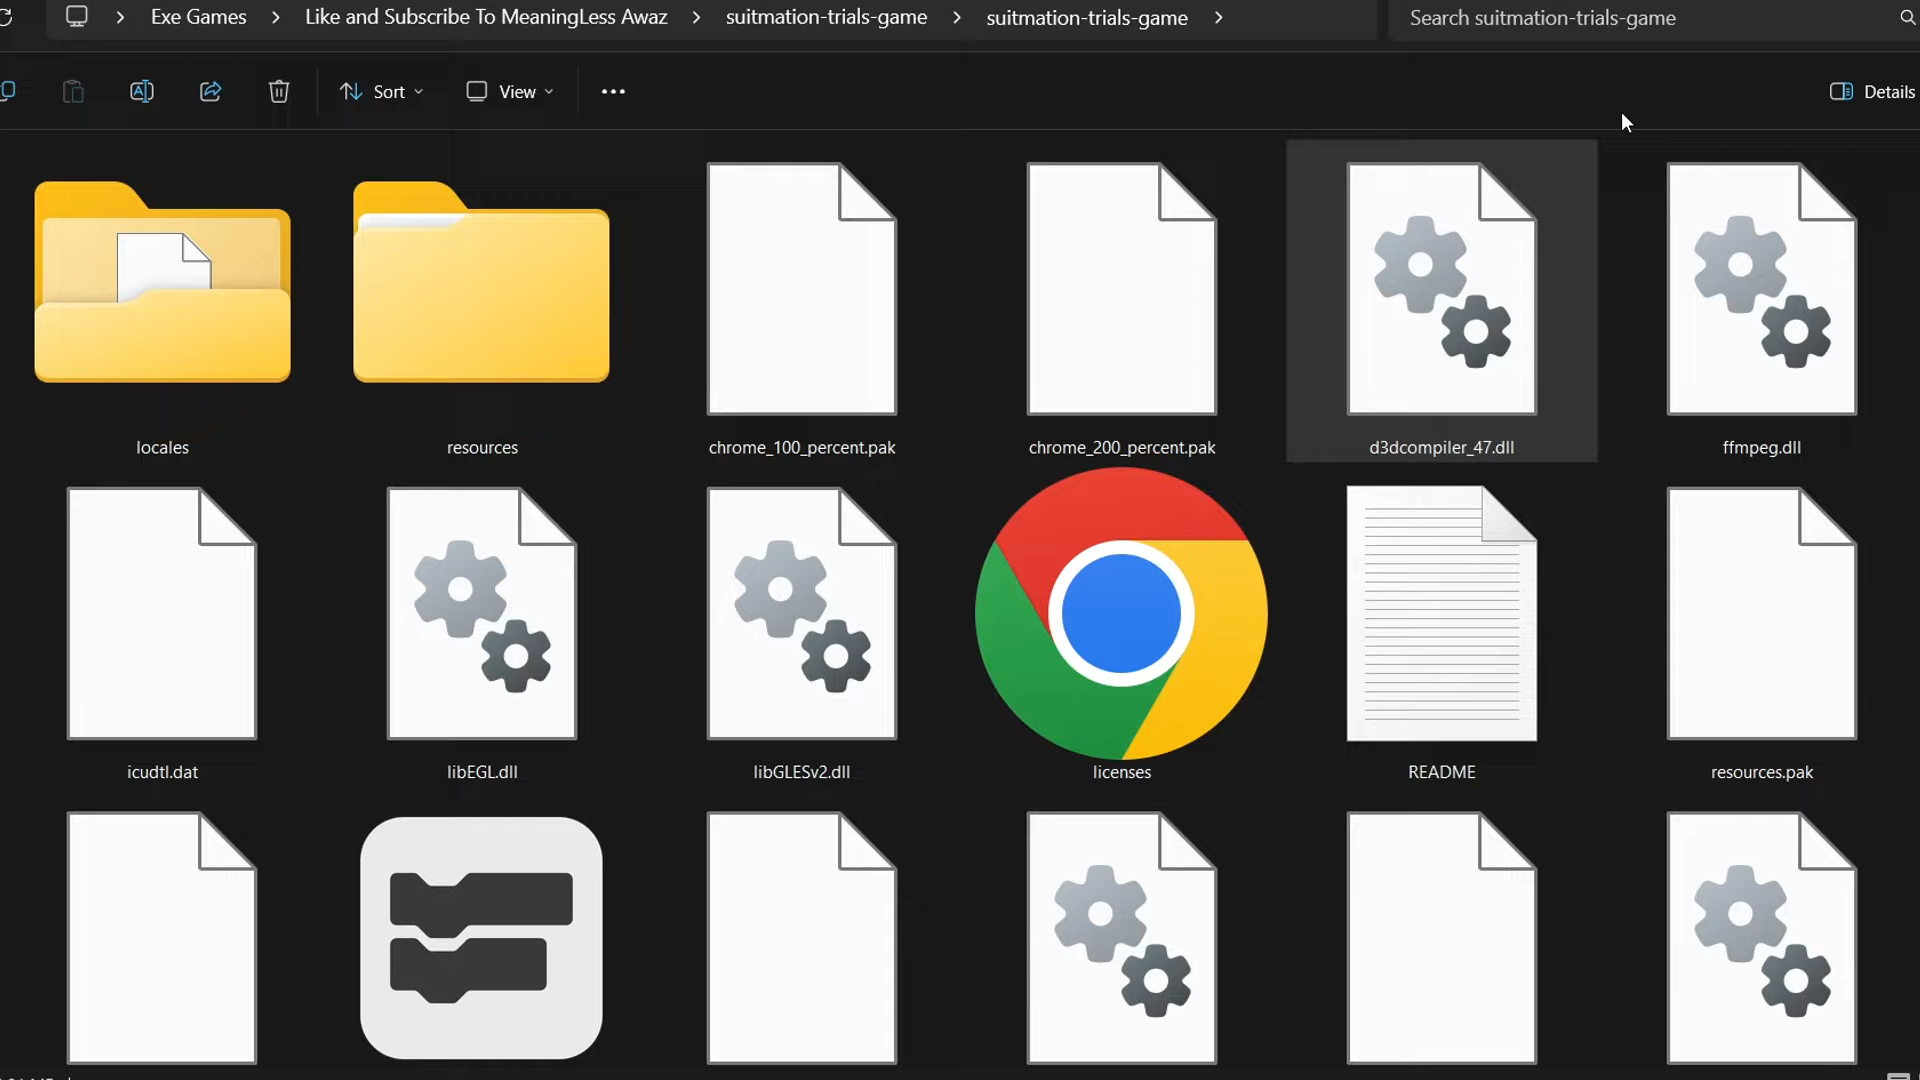 Exe Games > Like and Subscribe To MeaningLess Awaz > suitmation-trials-game > suitmation-trials-game >
Search suitmation-trials-game
Sort
View
Details
locales
resources
chrome_100_percent.pak
chrome_200_percent.pak
d3dcompiler_47.dll
ffmpeg.dll
icudtl.dat
libEGL.dll
libGLESv2.dll
licenses
README
resources.pak